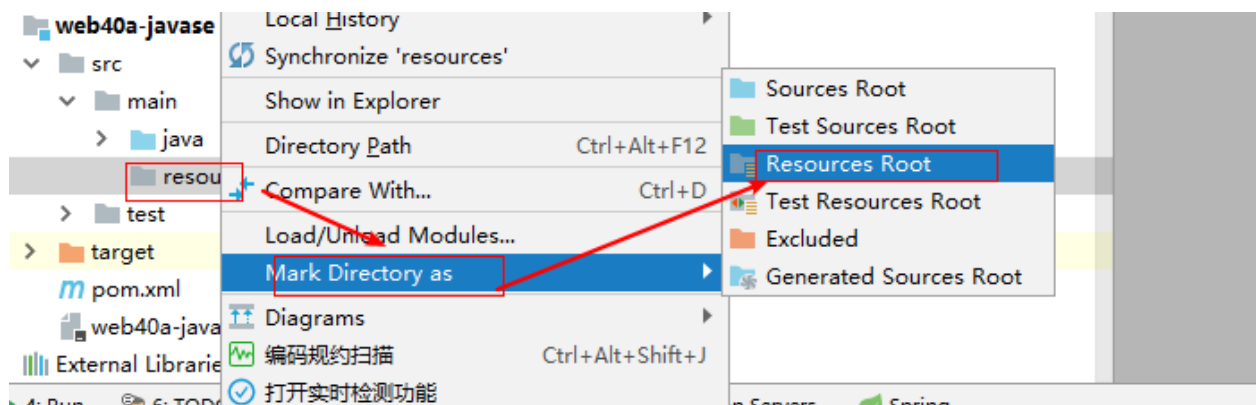 web40a-javase
src
main
java
resou
test
target
pom.xml
web40a-java
External Librarie
Local History
Synchronize 'resources'
Show in Explorer
Directory Path Ctrl+Alt+F12
Compare With... Ctrl+D
Load/Unload Modules...
Mark Directory as
Diagrams
编码规约扫描 Ctrl+Alt+Shift+J
打开实时检测功能
Sources Root
Test Sources Root
Resources Root
Test Resources Root
Excluded
Generated Sources Root